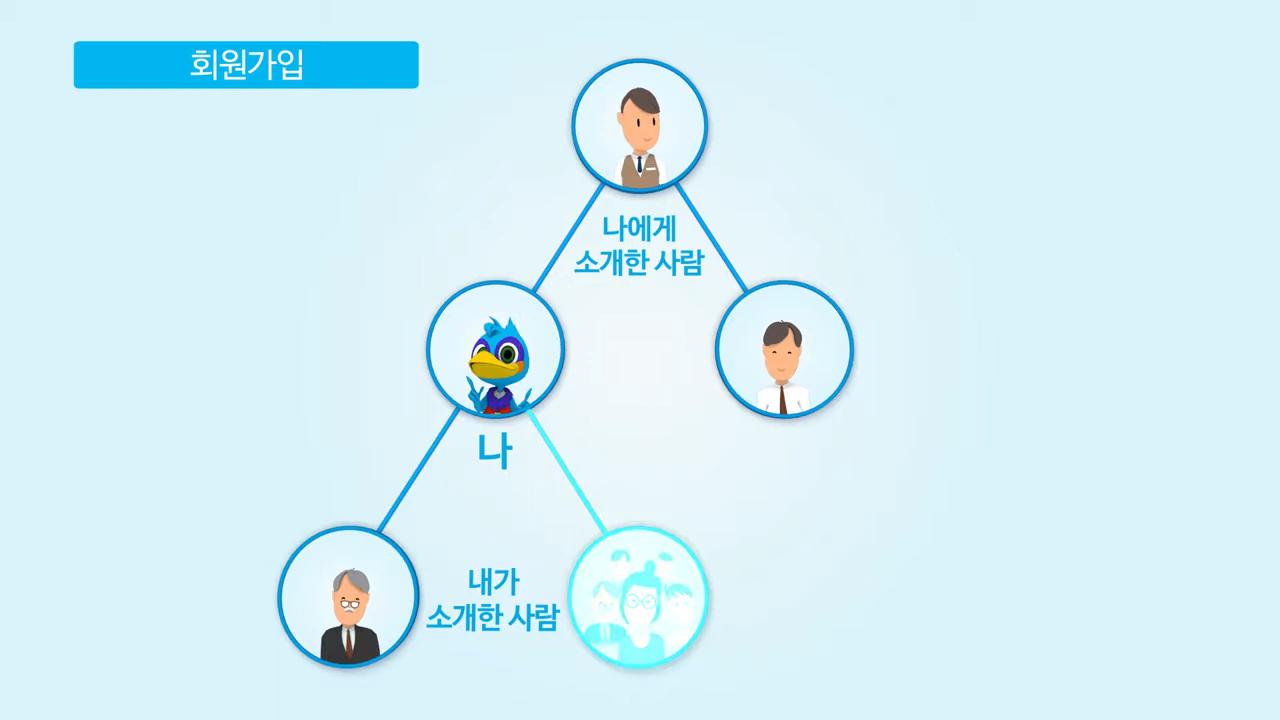 회원가입
나에게
소개한 사람
나
내가
소개한 사람